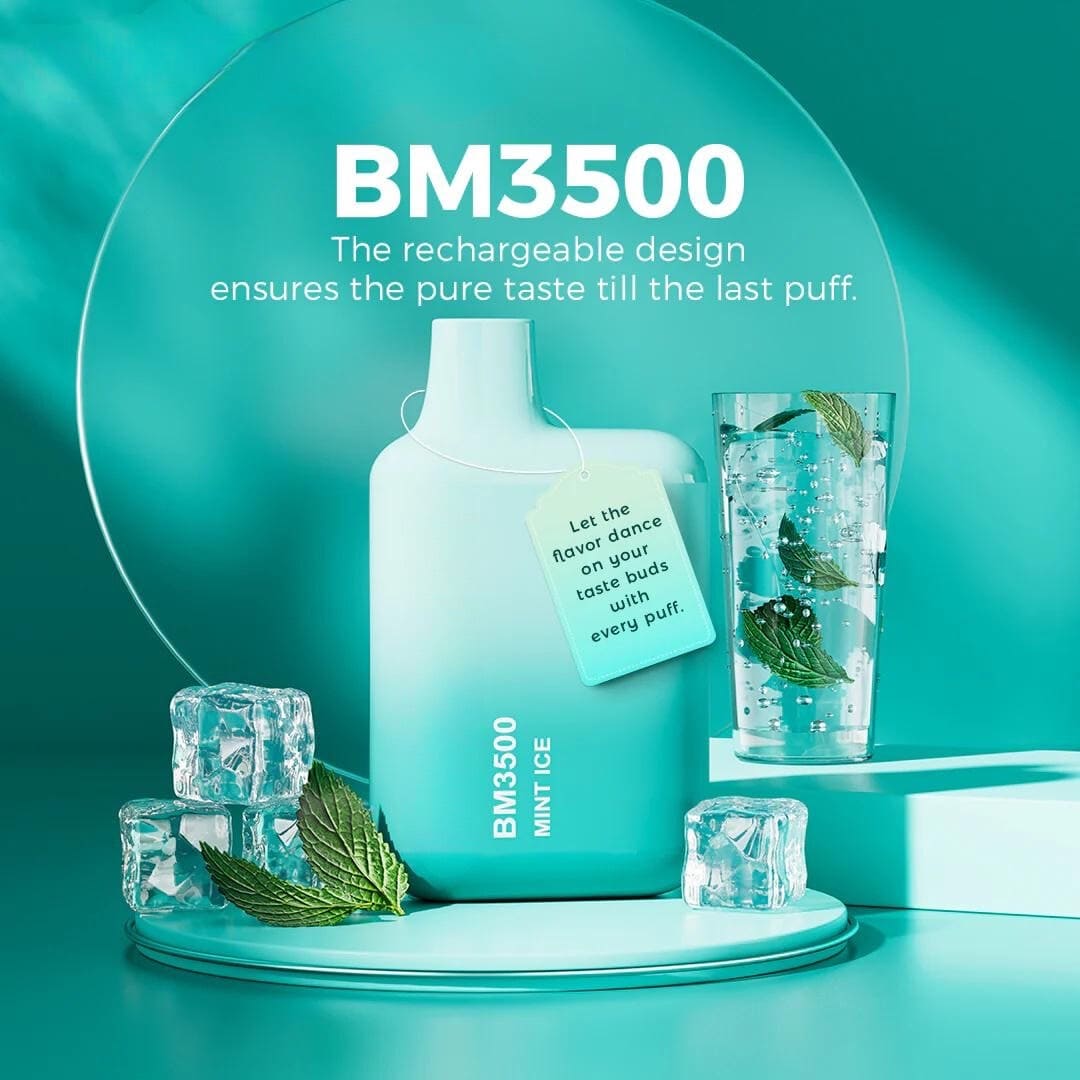 BM3500
The rechargeable design
ensures the pure taste till the last puff.
Let the
flavor dance
on your
taste buds
with
every puff.
BM3500
MINT ICE